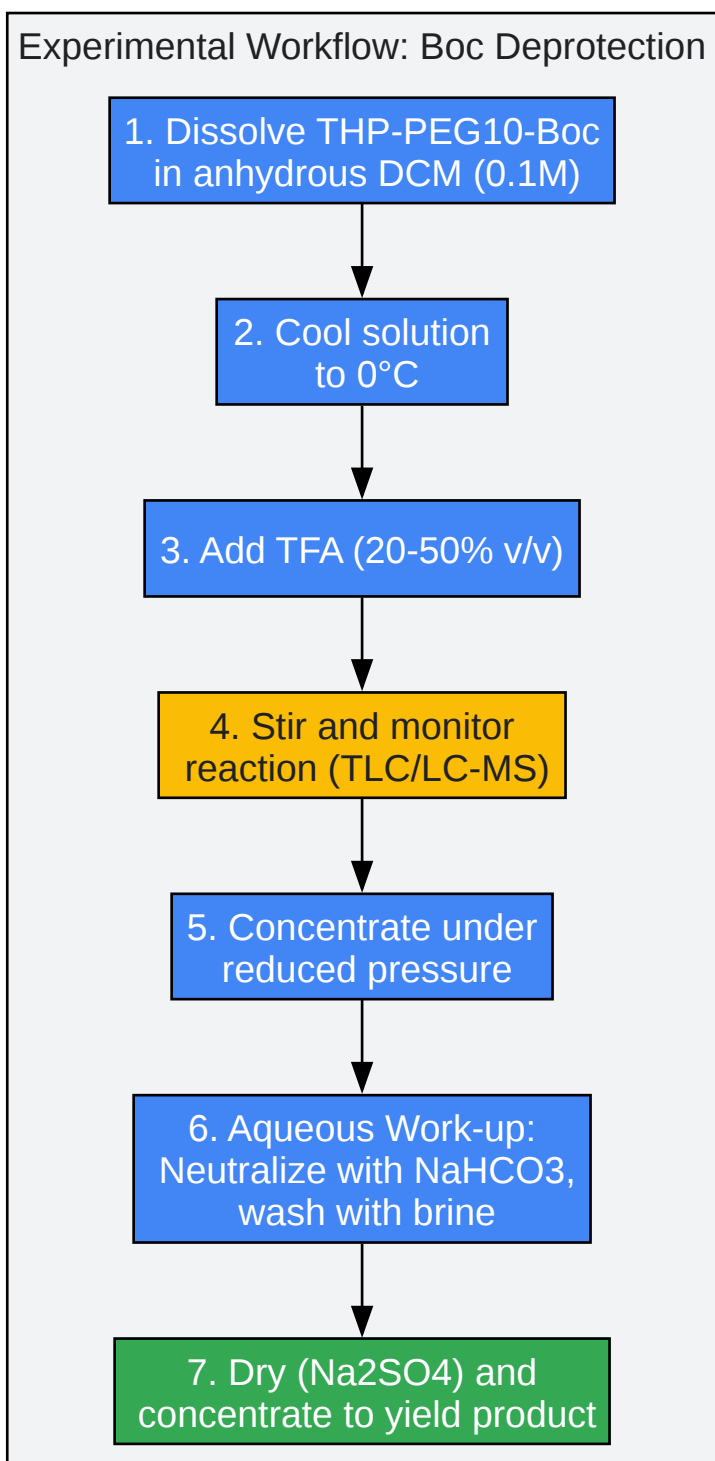 Experimental Workflow: Boc Deprotection
1. Dissolve THP-PEG10-Boc
in anhydrous DCM (0.1M)
2. Cool solution
to 0°C
3. Add TFA (20-50% v/v)
4. Stir and monitor
reaction (TLC/LC-MS)
5. Concentrate under
reduced pressure
6. Aqueous Work-up:
Neutralize with NaHCO3,
wash with brine
7. Dry (Na2SO4) and
concentrate to yield product